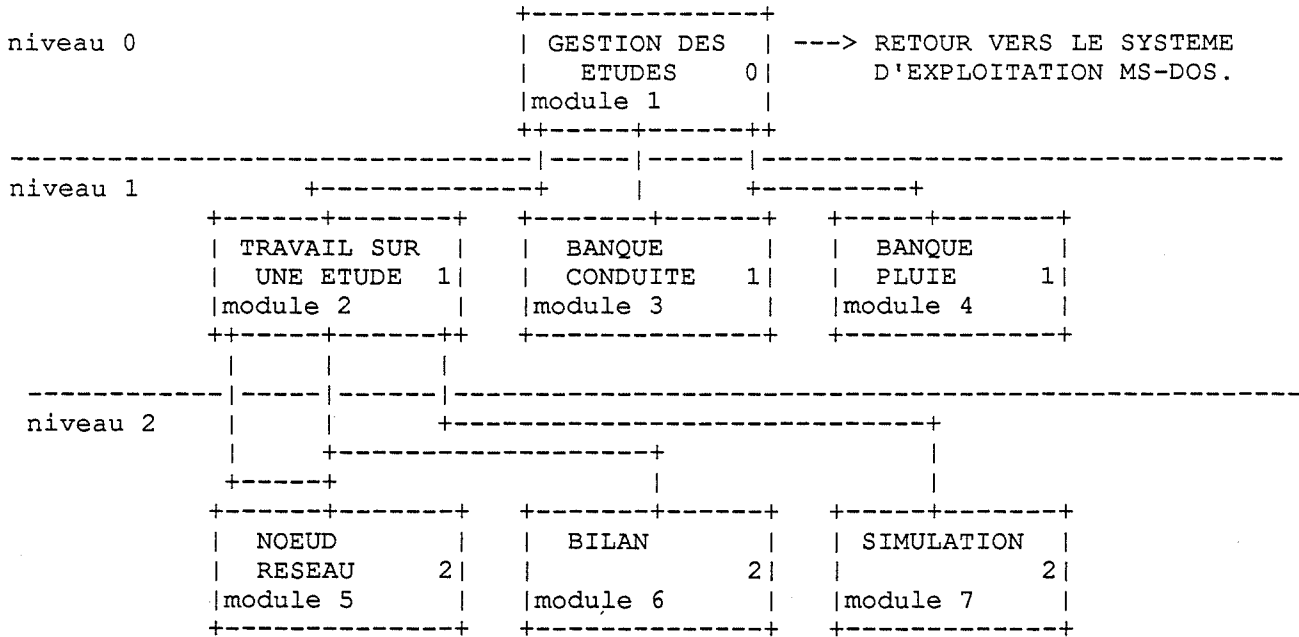 niveau 0
GESTION DES
ETUDES 0
module 1
---> RETOUR VERS LE SYSTEME
D'EXPLOITATION MS-DOS.
niveau 1
TRAVAIL SUR
UNE ETUDE 1
module 2
BANQUE
CONDUITE 1
module 3
BANQUE
PLUIE 1
module 4
niveau 2
NOEUD
RESEAU 2
module 5
BILAN
2
module 6
SIMULATION
2
module 7